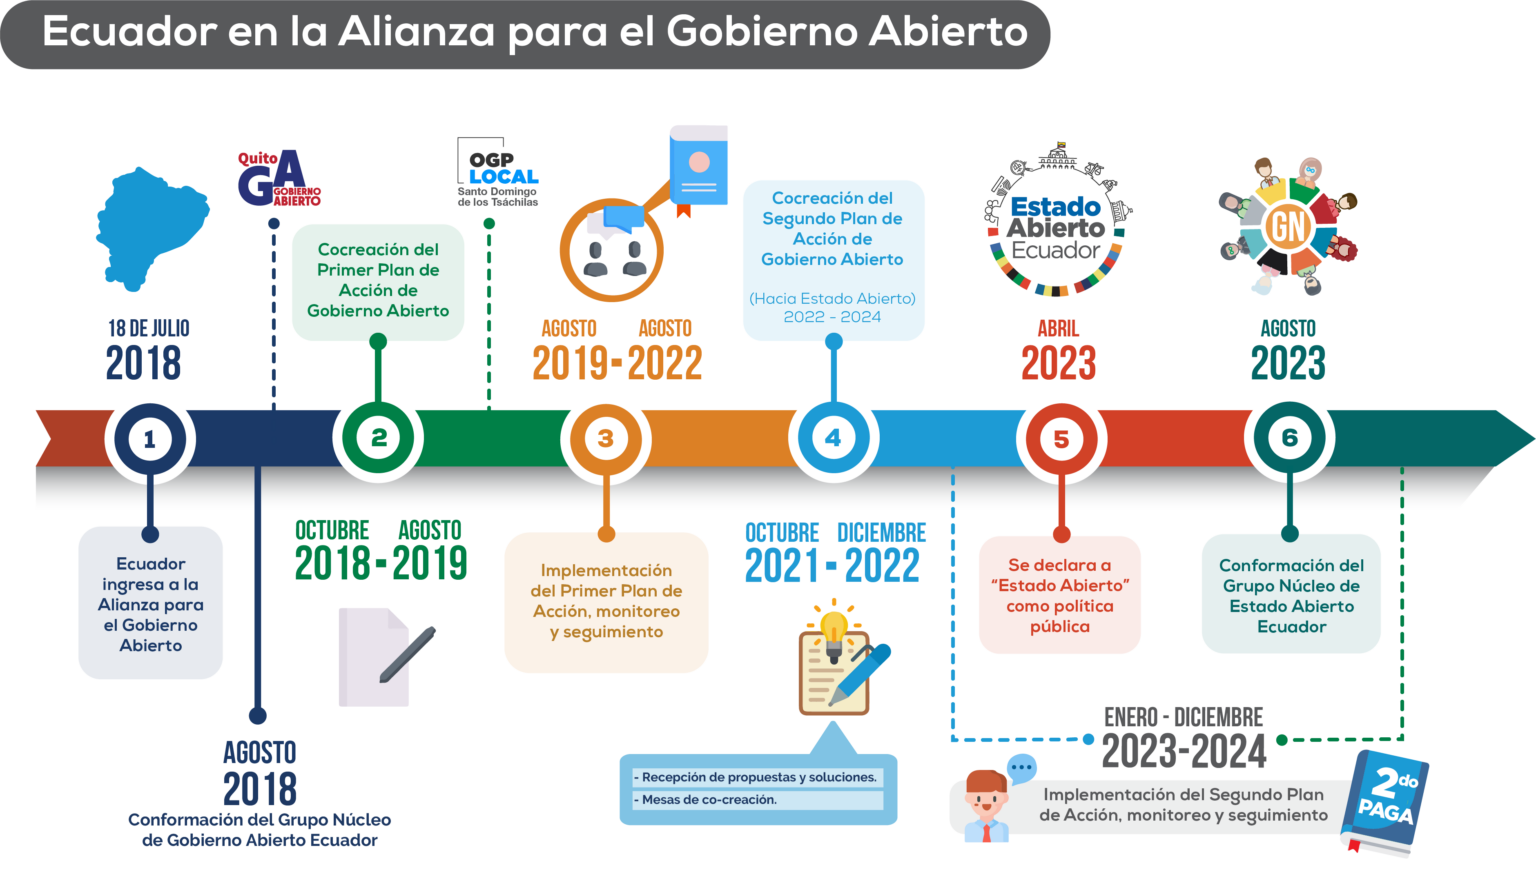 Ecuador en la Alianza para el Gobierno Abierto
18 DE JULIO
2018
1
Ecuador
ingresa a la
Alianza para
el Gobierno
Abierto
Quito
GA
GOBIERNO
ABIERTO
AGOSTO
2018
Conformación del Grupo Núcleo
de Gobierno Abierto Ecuador
Cocreación del
Primer Plan de
Acción de
Gobierno Abierto
2
OCTUBRE AGOSTO
2018 - 2019
OGP
LOCAL
Santo Domingo
de los Tsáchilas
AGOSTO AGOSTO
2019 - 2022
3
Implementación
del Primer Plan de
Acción, monitoreo
y seguimiento
Cocreación del
Segundo Plan de
Acción de
Gobierno Abierto
(Hacia Estado Abierto)
2022 - 2024
4
OCTUBRE DICIEMBRE
2021 - 2022
- Recepción de propuestas y soluciones.
- Mesas de co-creación.
Estado
Abierto
Ecuador
ABRIL
2023
5
Se declara a
“Estado Abierto”
como política
pública
GN
AGOSTO
2023
6
Conformación del
Grupo Núcleo de
Estado Abierto
Ecuador
ENERO - DICIEMBRE
2023-2024
Implementación del Segundo Plan
de Acción, monitoreo y seguimiento
2do
PAGA